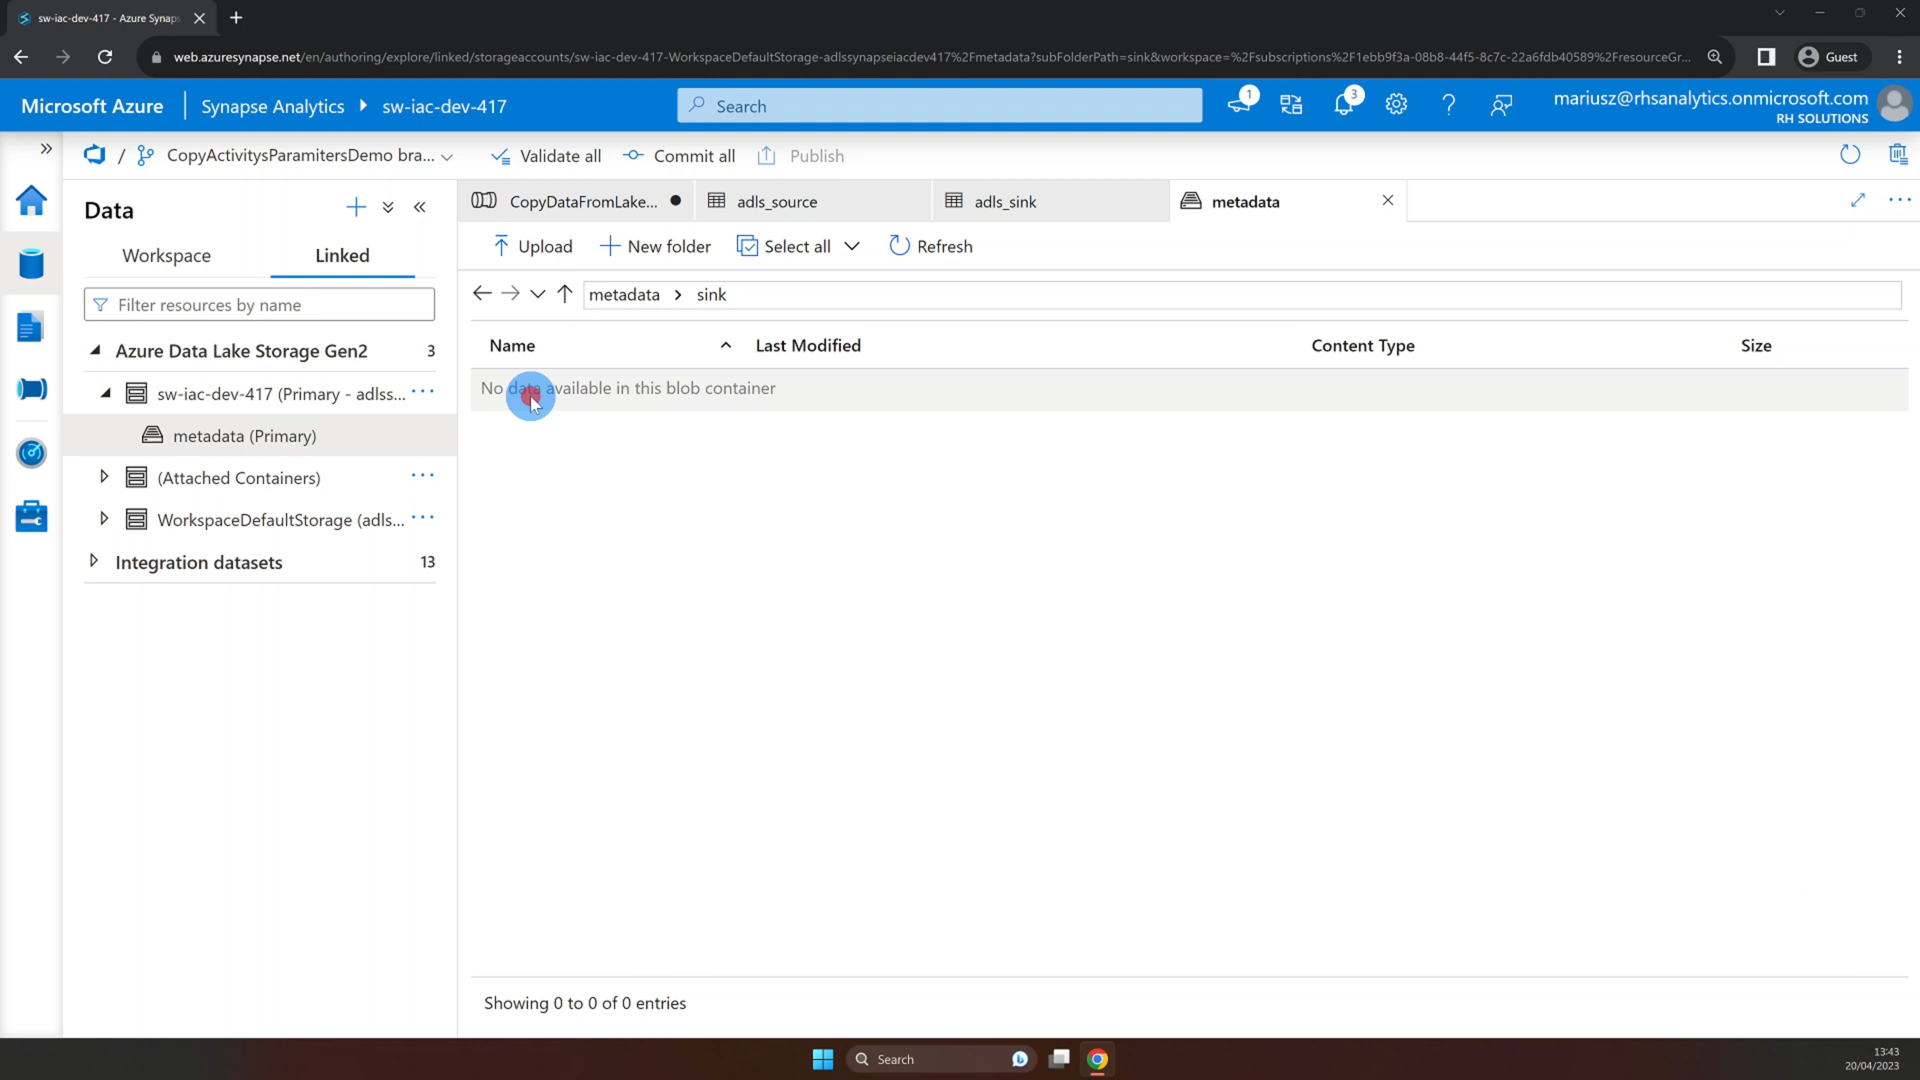 sw-iac-dev-417 - Azure Synaps
web.azuresynapse.net/en/authoring/explore/linked/storageaccounts/sw-iac-dev-417-WorkspaceDefaultStorage-adlssynapseiacdev417%2Fmetadata?subFolderPath=sink&workspace=%2Fsubscriptions%2F1ebb9f3a-08b8-44f5-8c7c-22a6fdb40589%2FresourceGr...
Guest
Microsoft Azure
Synapse Analytics
sw-iac-dev-417
Search
1
3
mariusz@rhsanalytics.onmicrosoft.com
RH SOLUTIONS
/ CopyActivitysParamitersDemo bra...
Validate all
Commit all
Publish
Data
CopyDataFromLake...
adls_source
adls_sink
metadata
Workspace
Linked
Upload
New folder
Select all
Refresh
Filter resources by name
metadata > sink
Azure Data Lake Storage Gen2 3
sw-iac-dev-417 (Primary - adlss...
metadata (Primary)
(Attached Containers)
WorkspaceDefaultStorage (adls...
Integration datasets 13
Name
Last Modified
Content Type
Size
No data available in this blob container
Showing 0 to 0 of 0 entries
Search
13:43
20/04/2023